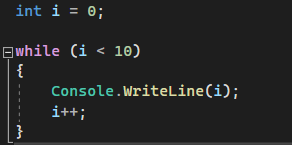 int i = 0;
while (i < 10)
{
Console.WriteLine(i);
i++;
}